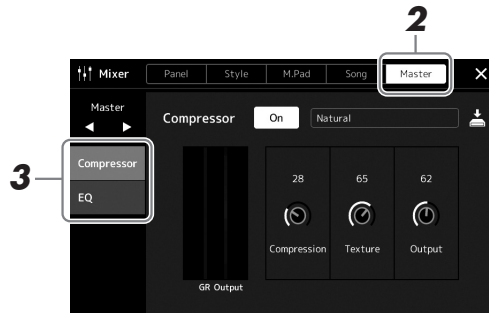 2
Mixer Panel Style M.Pad Song Master ×
Master
Compressor On Natural
3
Compressor
EQ
28 65 62
Compression Texture Output
GR Output